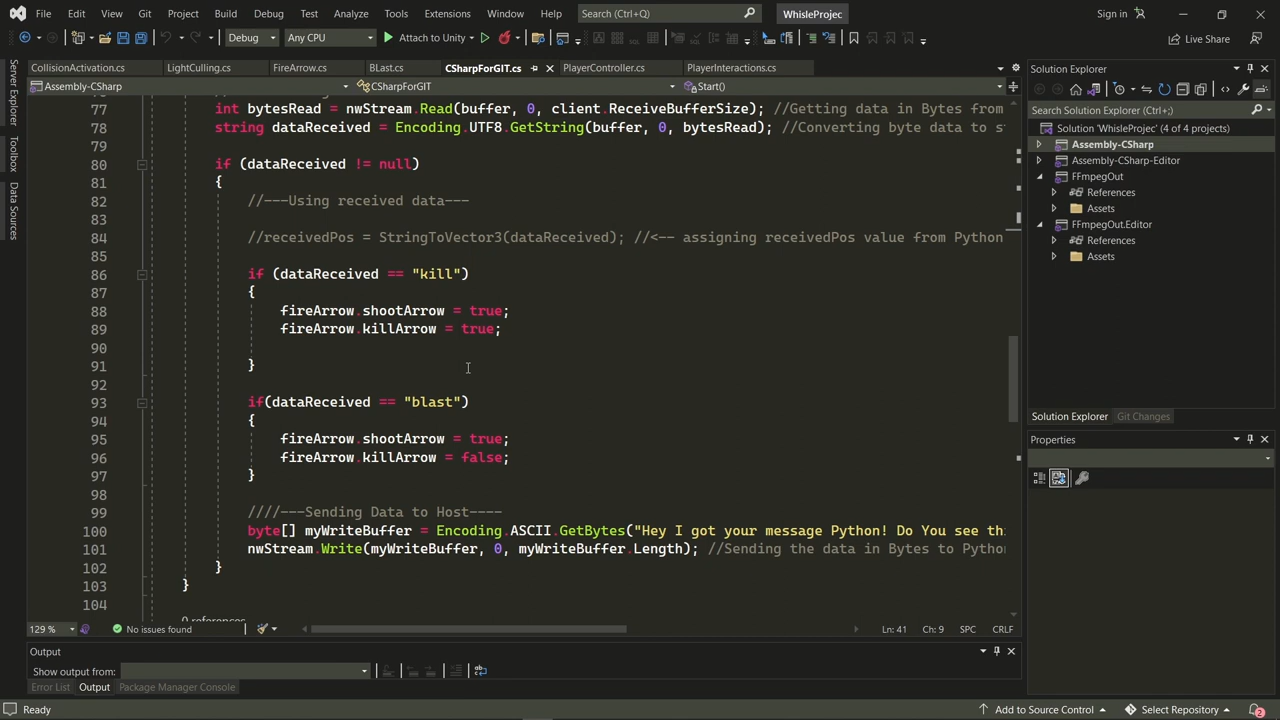 File Edit View Git Project Build Debug Test Analyze Tools Extensions Window Help Search (Ctrl+Q) WhisleProjec Sign in
Debug Any CPU Attach to Unity Live Share
CollisionActivation.cs LightCulling.cs FireArrow.cs BLast.cs CSharpForGIT.cs PlayerController.cs PlayerInteractions.cs
Assembly-CSharp CSharpForGIT Start()
Server Explorer
Toolbox
Data Sources
77 int bytesRead = nwStream.Read(buffer, 0, client.ReceiveBufferSize); //Getting data in Bytes from
78 string dataReceived = Encoding.UTF8.GetString(buffer, 0, bytesRead); //Converting byte data to st
79
80 if (dataReceived != null)
81 {
82 //---Using received data---
83
84 //receivedPos = StringToVector3(dataReceived); //<-- assigning receivedPos value from Python
85
86 if (dataReceived == "kill")
87 {
88 fireArrow.shootArrow = true;
89 fireArrow.killArrow = true;
90
91 }
92
93 if(dataReceived == "blast")
94 {
95 fireArrow.shootArrow = true;
96 fireArrow.killArrow = false;
97 }
98
99 ////---Sending Data to Host----
100 byte[] myWriteBuffer = Encoding.ASCII.GetBytes("Hey I got your message Python! Do You see thi
101 nwStream.Write(myWriteBuffer, 0, myWriteBuffer.Length); //Sending the data in Bytes to Python
102 }
103 }
104
0 references
129 % No issues found Ln: 41 Ch: 9 SPC CRLF
Output
Show output from:
Error List Output Package Manager Console
Ready Add to Source Control Select Repository 2
Solution Explorer
Search Solution Explorer (Ctrl+;)
Solution 'WhisleProjec' (4 of 4 projects)
Assembly-CSharp
Assembly-CSharp-Editor
FFmpegOut
References
Assets
FFmpegOut.Editor
References
Assets
Solution Explorer Git Changes
Properties